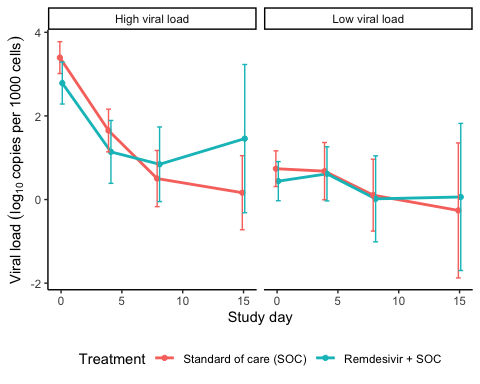 High viral load
Low viral load
Viral load (log₁₀ copies per 1000 cells)
4
2
0
-2
0 5 10 15
0 5 10 15
Study day
Treatment Standard of care (SOC) Remdesivir + SOC